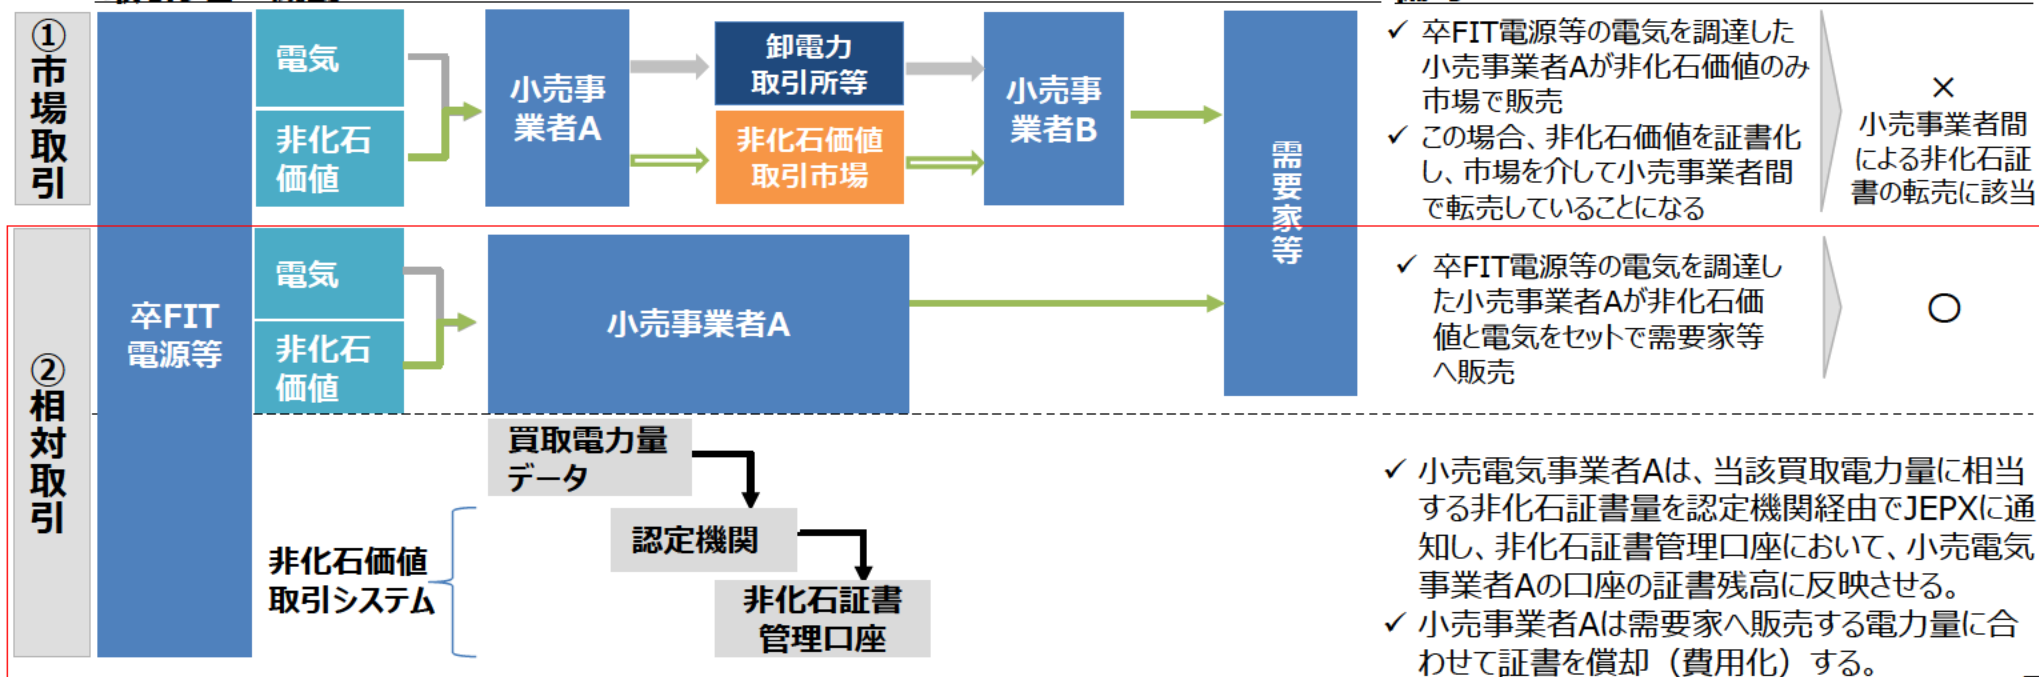 ①市場取引
電気
非化石
価値
小売事
業者A
卸電力
取引所等
非化石価値
取引市場
小売事
業者B
需要家等
✓ 卒FIT電源等の電気を調達した
小売事業者Aが非化石価値のみ
市場で販売
✓ この場合、非化石価値を証書化
し、市場を介して小売事業者間
で転売していることになる
×
小売事業者間
による非化石証
書の転売に該当
②相対取引
卒FIT
電源等
電気
非化石
価値
小売事業者A
✓ 卒FIT電源等の電気を調達し
た小売事業者Aが非化石価
値と電気をセットで需要家等
へ販売
○
買取電力量
データ
認定機関
非化石証書
管理口座
非化石価値
取引システム
✓ 小売電気事業者Aは、当該買取電力量に相当
する非化石証書量を認定機関経由でJEPXに通
知し、非化石証書管理口座において、小売電気
事業者Aの口座の証書残高に反映させる。
✓ 小売事業者Aは需要家へ販売する電力量に合
わせて証書を償却（費用化）する。